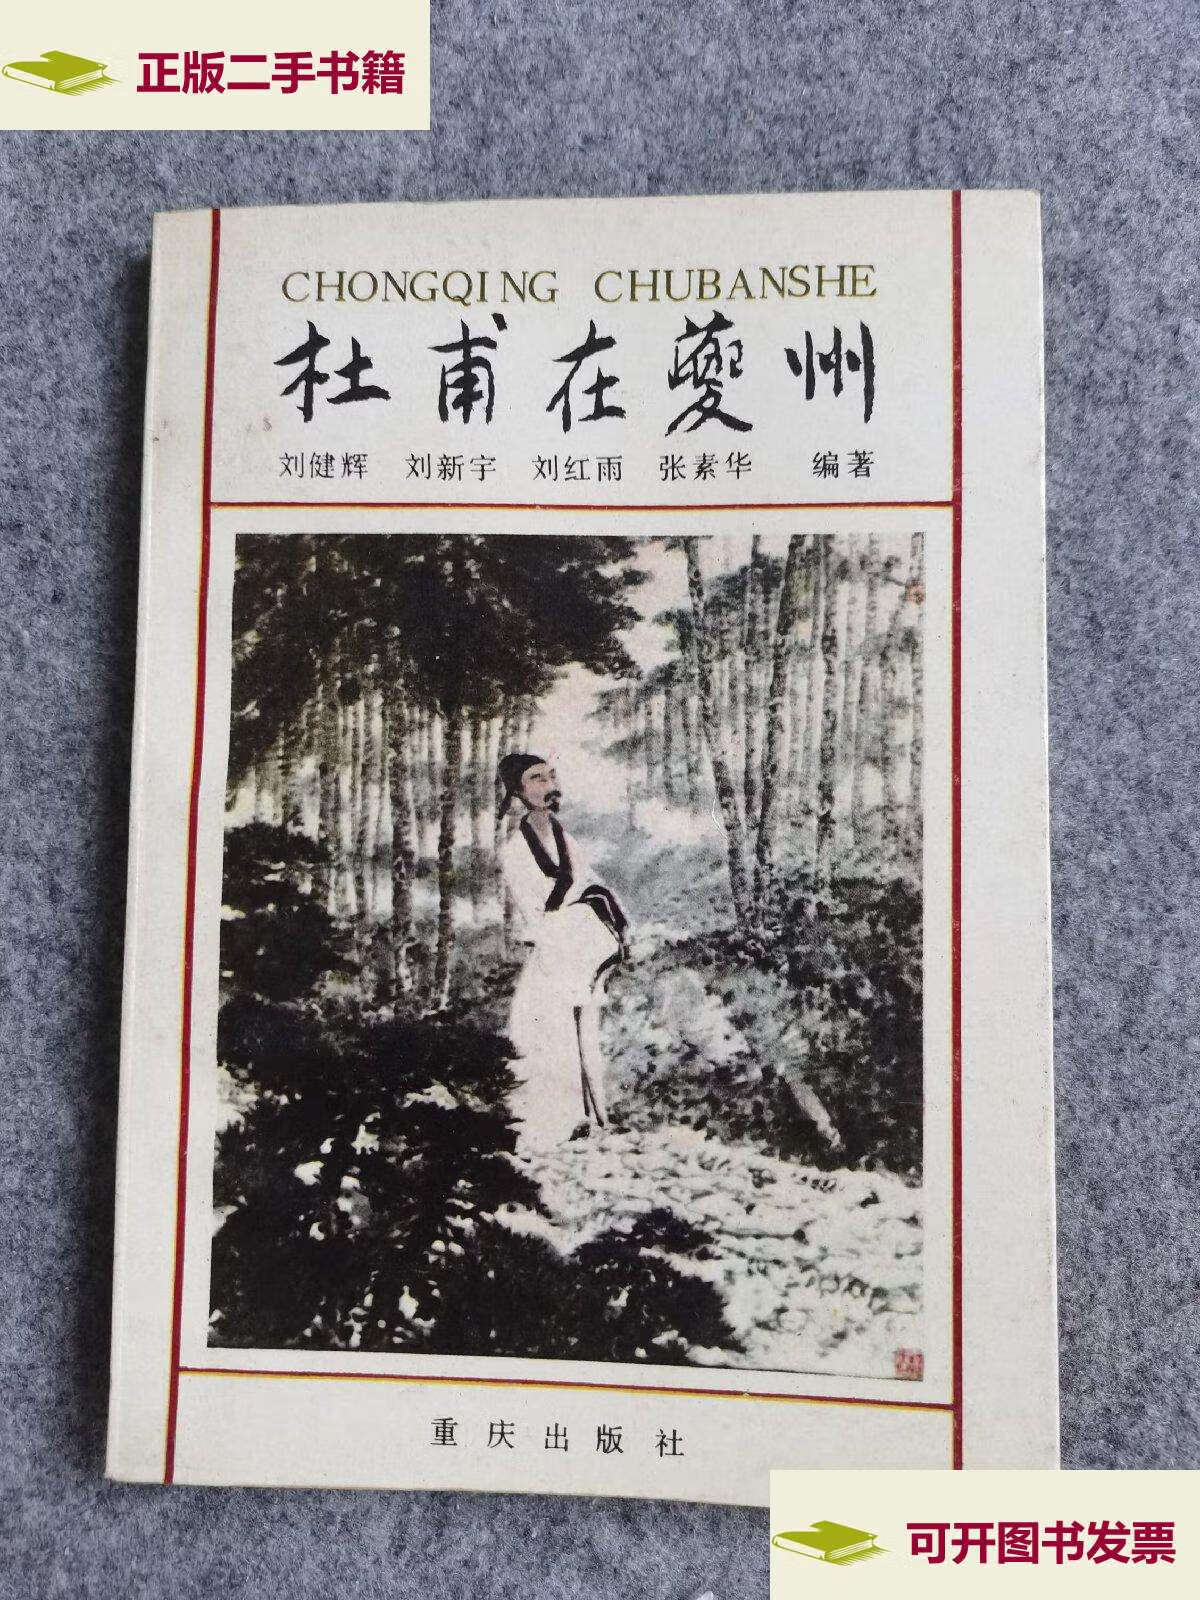 正版二手书籍
CHONGQING CHUBANSHE
杜甫在夔州
刘健辉 刘新宇 刘红雨 张素华 编著
重庆出版社
可开图书发票